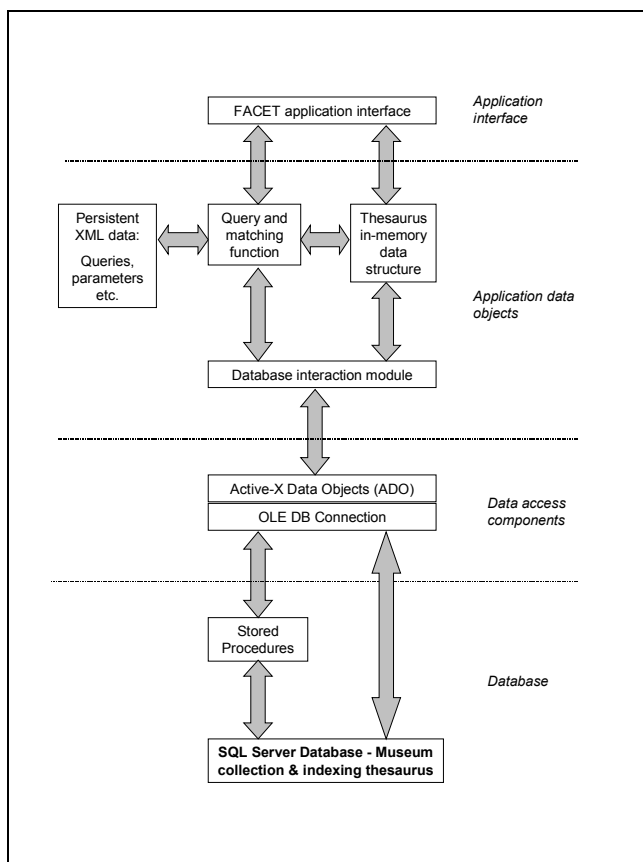 FACET application interface
Application
interface
Persistent
XML data:
Queries,
parameters
etc.
Query and
matching
function
Thesaurus
in-memory
data
structure
Application data
objects
Database interaction module
Active-X Data Objects (ADO)
OLE DB Connection
Data access
components
Stored
Procedures
Database
SQL Server Database - Museum
collection & indexing thesaurus